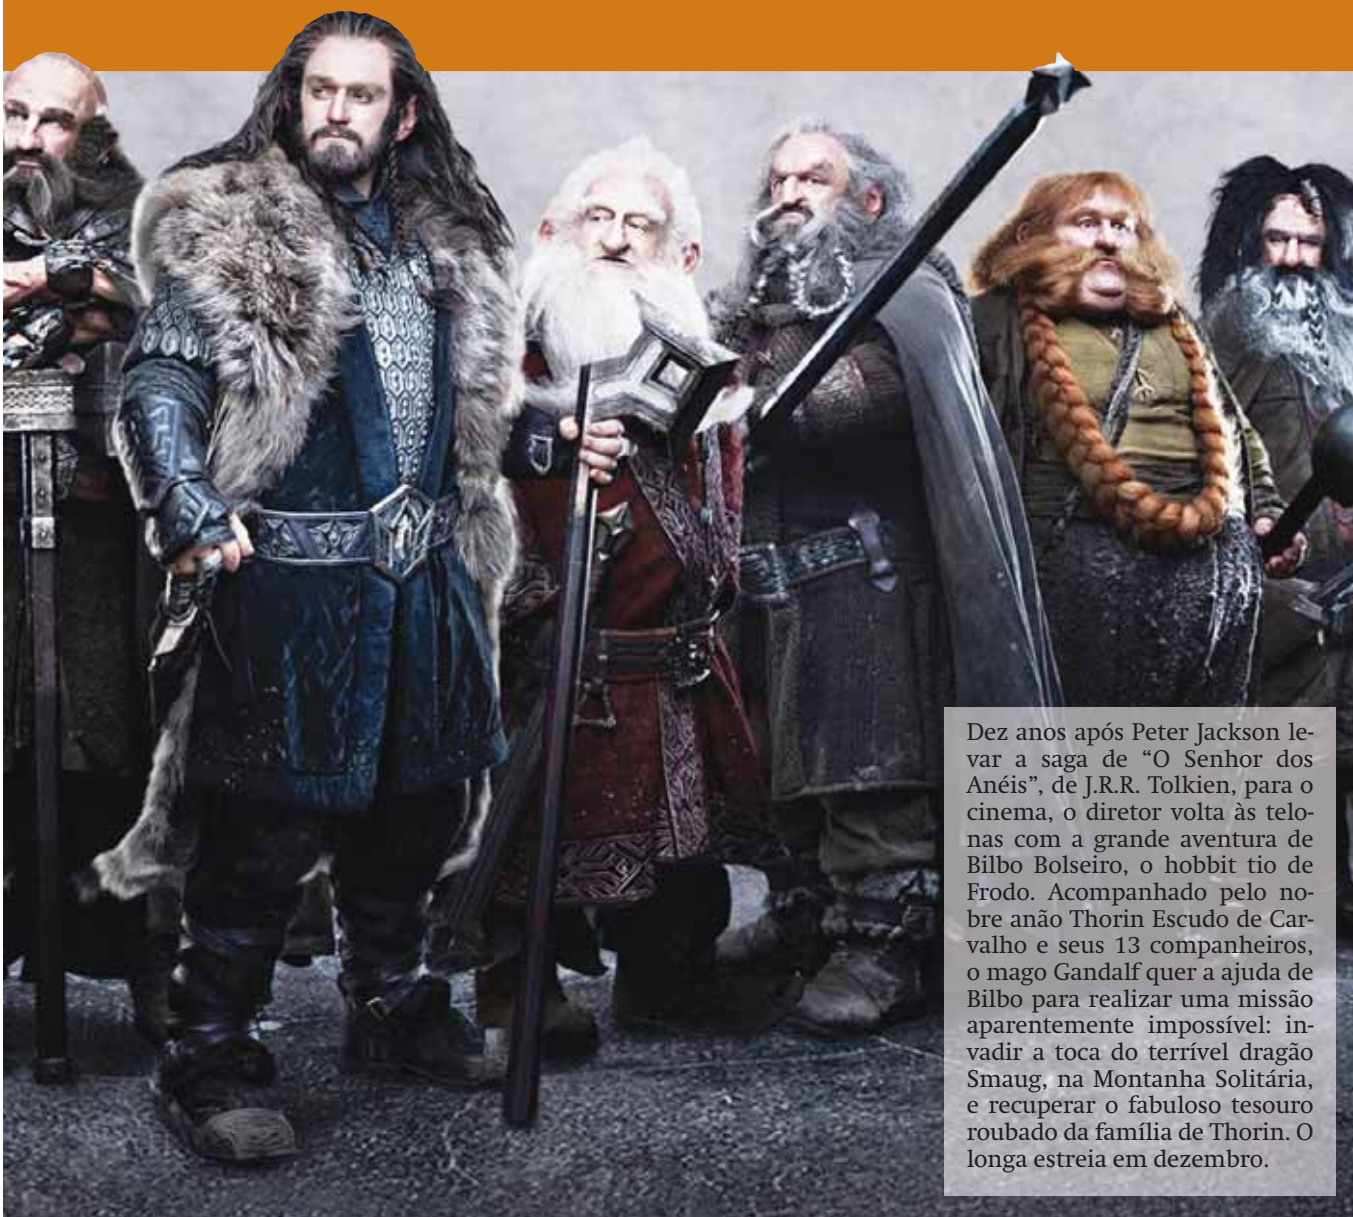 Dez anos após Peter Jackson le-
var a saga de “O Senhor dos
Anéis”, de J.R.R. Tolkien, para o
cinema, o diretor volta às telo-
nas com a grande aventura de
Bilbo Bolseiro, o hobbit tio de
Frodo. Acompanhado pelo no-
bre anão Thorin Escudo de Car-
valho e seus 13 companheiros,
o mago Gandalf quer a ajuda de
Bilbo para realizar uma missão
aparentemente impossível: in-
vadir a toca do terrível dragão
Smaug, na Montanha Solitária,
e recuperar o fabuloso tesouro
roubado da família de Thorin. O
longa estreia em dezembro.